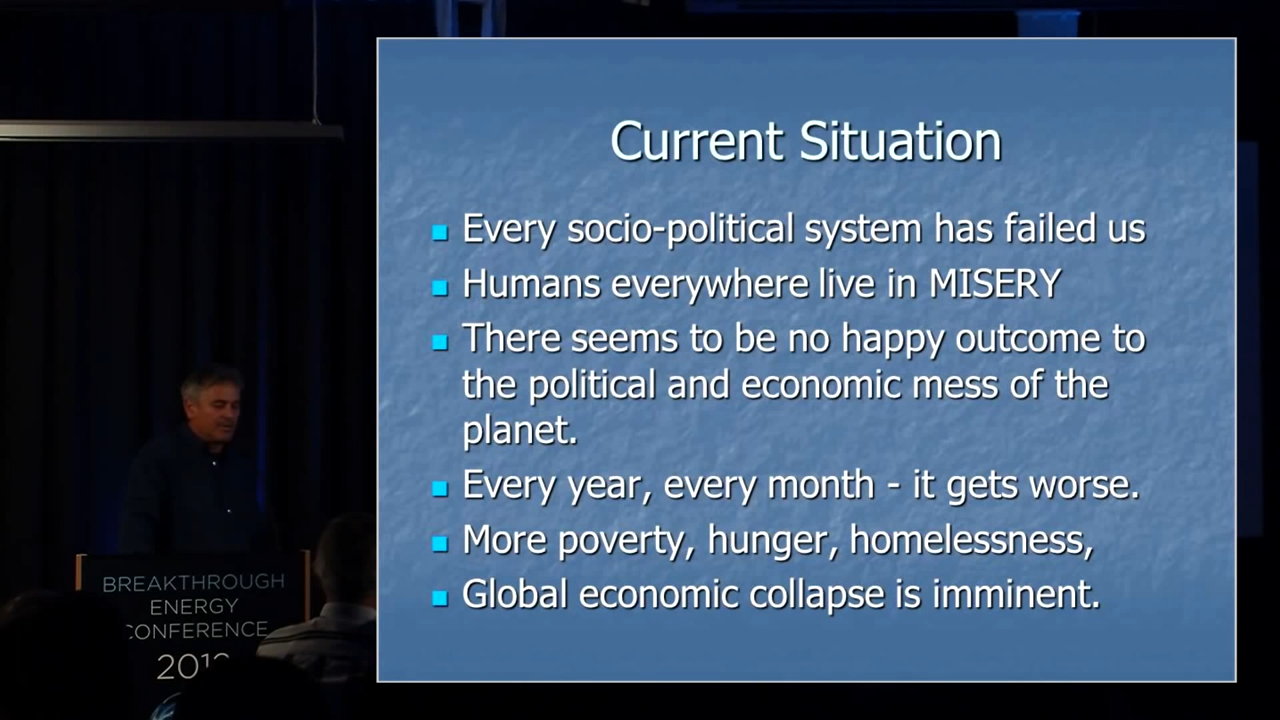 Current Situation
Every socio-political system has failed us
Humans everywhere live in MISERY
There seems to be no happy outcome to
the political and economic mess of the
planet.
Every year, every month - it gets worse.
More poverty, hunger, homelessness,
Global economic collapse is imminent.
BREAKTHROUGH
ENERGY
CONFERENCE